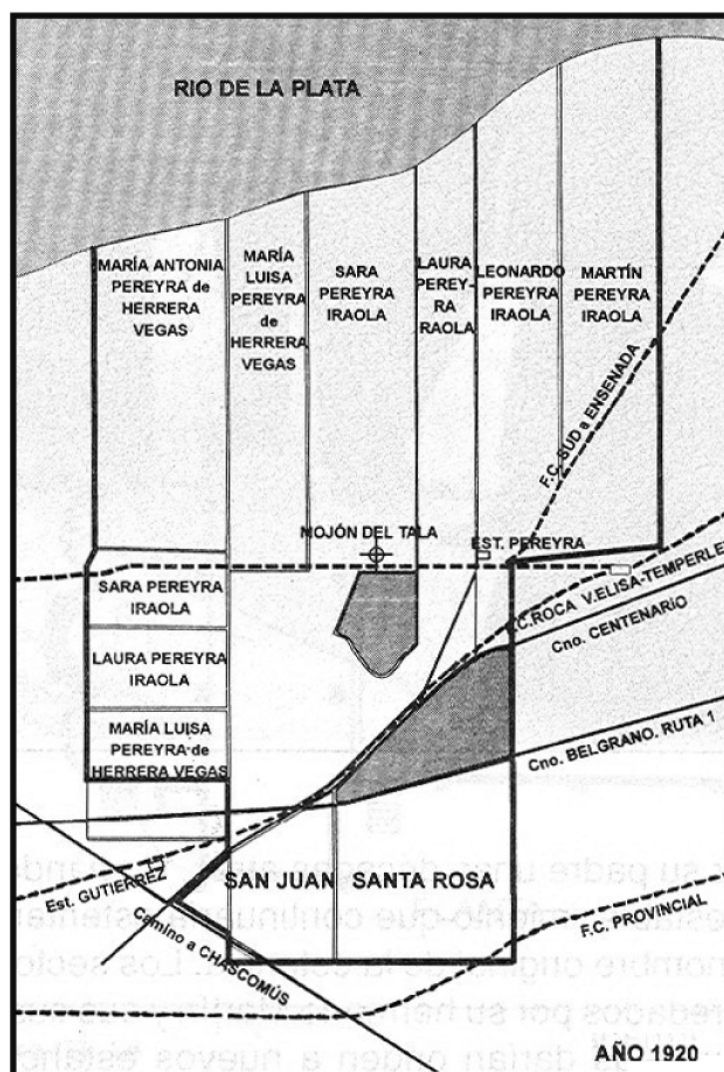 RIO DE LA PLATA
MARÍA ANTONIA
PEREYRA de
HERRERA
VEGAS
MARÍA
LUISA
PEREYRA
de
HERRERA
VEGAS
SARA
PEREYRA
IRAOLA
LAURA
PEREY-
RA
RAOLA
LEONARDO
PEREYRA
IRAOLA
MARTÍN
PEREYRA
IRAOLA
F.C. SUD a ENSENADA
MOJÓN DEL TALA
EST. PEREYRA
F.C.ROCA V.ELISA-TEMPERLEY
Cno. CENTENARÍO
SARA PEREYRA
IRAOLA
LAURA PEREYRA
IRAOLA
MARÍA LUISA
PEREYRA de
HERRERA VEGAS
Cno. BELGRANO. RUTA 1
Est. GUTIERREZ
SAN JUAN
SANTA ROSA
Camino a CHASCOMÚS
F.C. PROVINCIAL
AÑO 1920